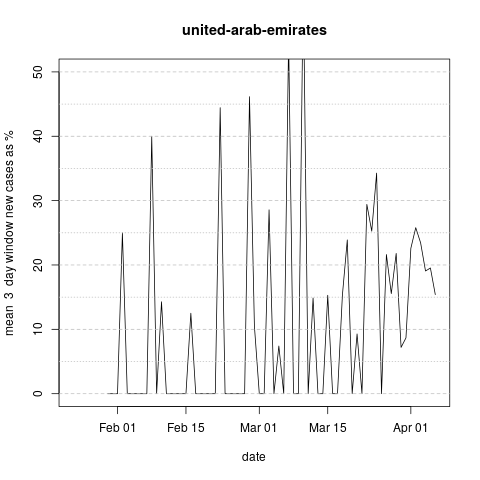 united-arab-emirates
mean 3 day window new cases as %
50
40
30
20
10
0
Feb 01 Feb 15 Mar 01 Mar 15 Apr 01
date